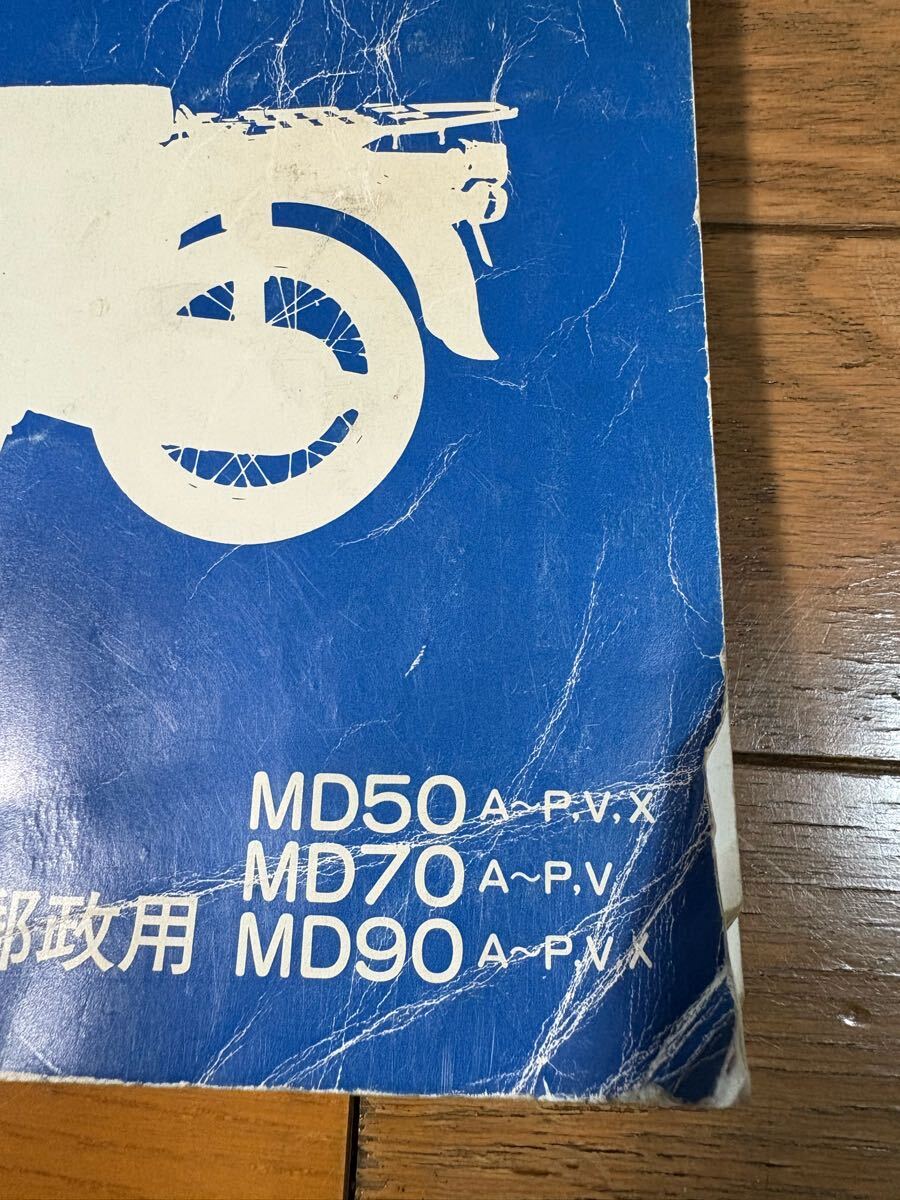 MD50 A~P,V,X
MD70 A~P,V
郵政用 MD90 A~P,V,X